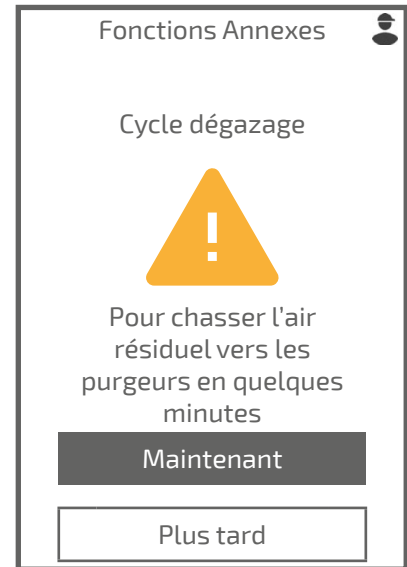 Fonctions Annexes
Cycle dégazage
!
Pour chasser l'air
résiduel vers les
purgeurs en quelques
minutes
Maintenant
Plus tard